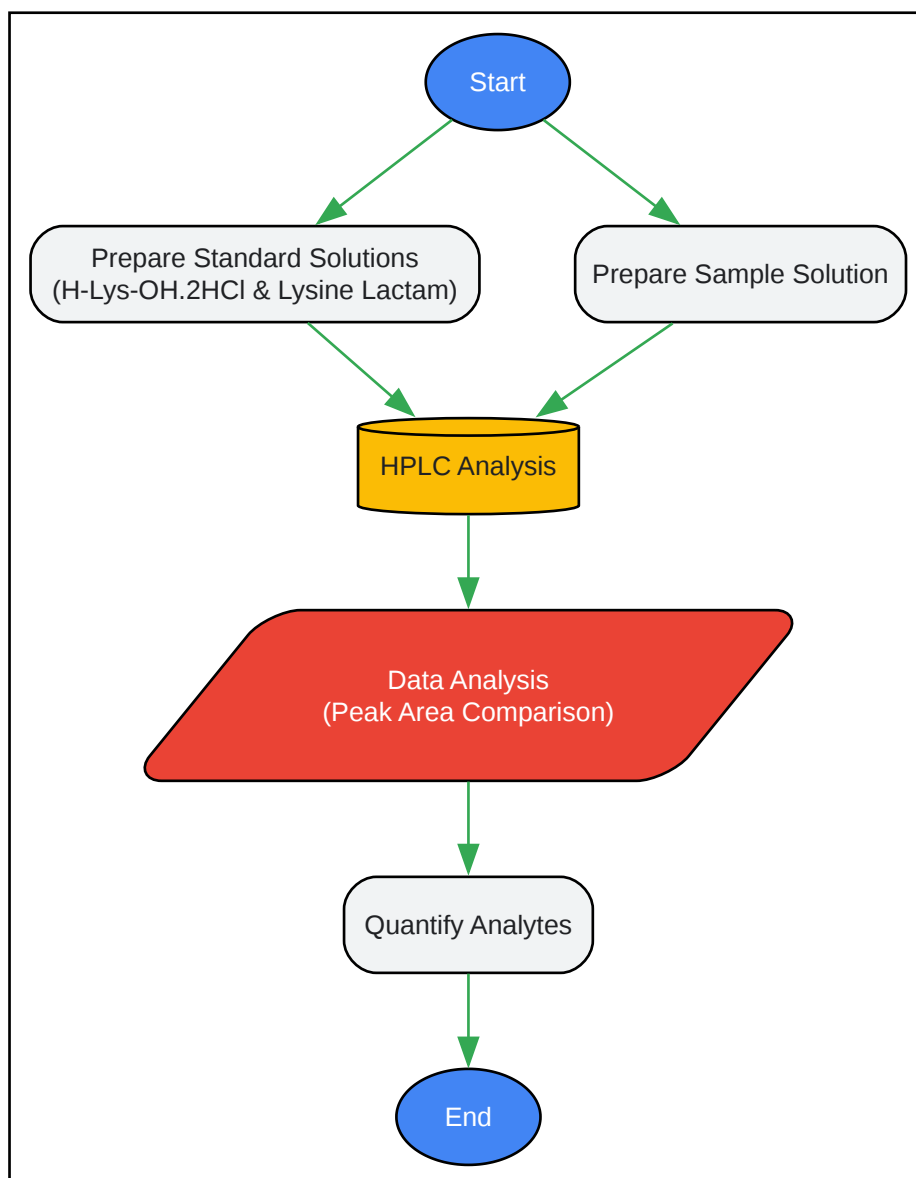 Start
Prepare Standard Solutions
(H-Lys-OH.2HCl & Lysine Lactam)
Prepare Sample Solution
HPLC Analysis
Data Analysis
(Peak Area Comparison)
Quantify Analytes
End